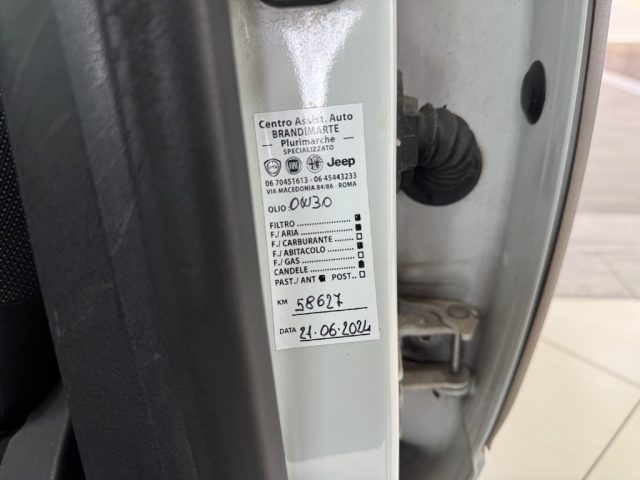 Centro Assist. Auto
BRANDIMARTE
Plurimarche
SPECIALIZZATO
Jeep
06 70451613 - 06 45443233
VIA MACEDONIA 84/86 - ROMA
OLIO: 0W30
FILTRO
F./ ARIA
F./ CARBURANTE
F./ ABITACOLO
F./ GAS
CANDELE
PAST./ ANT POST..
KM 58627
DATA 21.06.2024